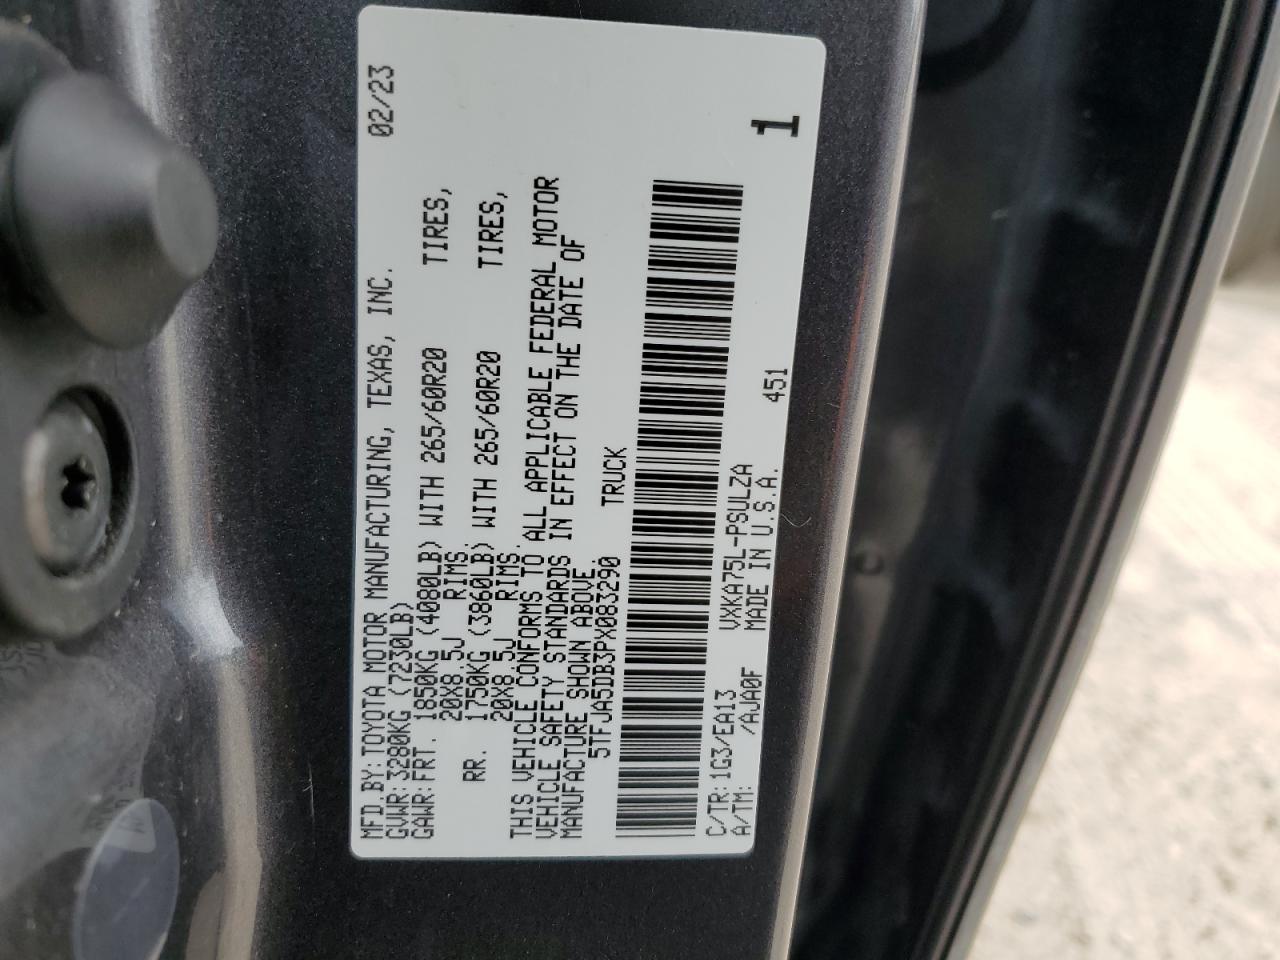 MFD.BY:TOYOTA MOTOR MANUFACTURING, TEXAS, INC. 02/23
GVWR:3280KG (7230LB)
GAWR:FRT. 1850KG (4080LB) WITH 265/60R20 TIRES,
20X8.5J RIMS.
RR. 1750KG (3860LB) WITH 265/60R20 TIRES,
20X8.5J RIMS.
THIS VEHICLE CONFORMS TO ALL APPLICABLE FEDERAL MOTOR
VEHICLE SAFETY STANDARDS IN EFFECT ON THE DATE OF
MANUFACTURE SHOWN ABOVE.
5TFJA5DB3PX083290 TRUCK
C/TR:1G3/EA13 VXKA75L-PSULZA 451
A/TM: /AJA0F MADE IN U.S.A.
1